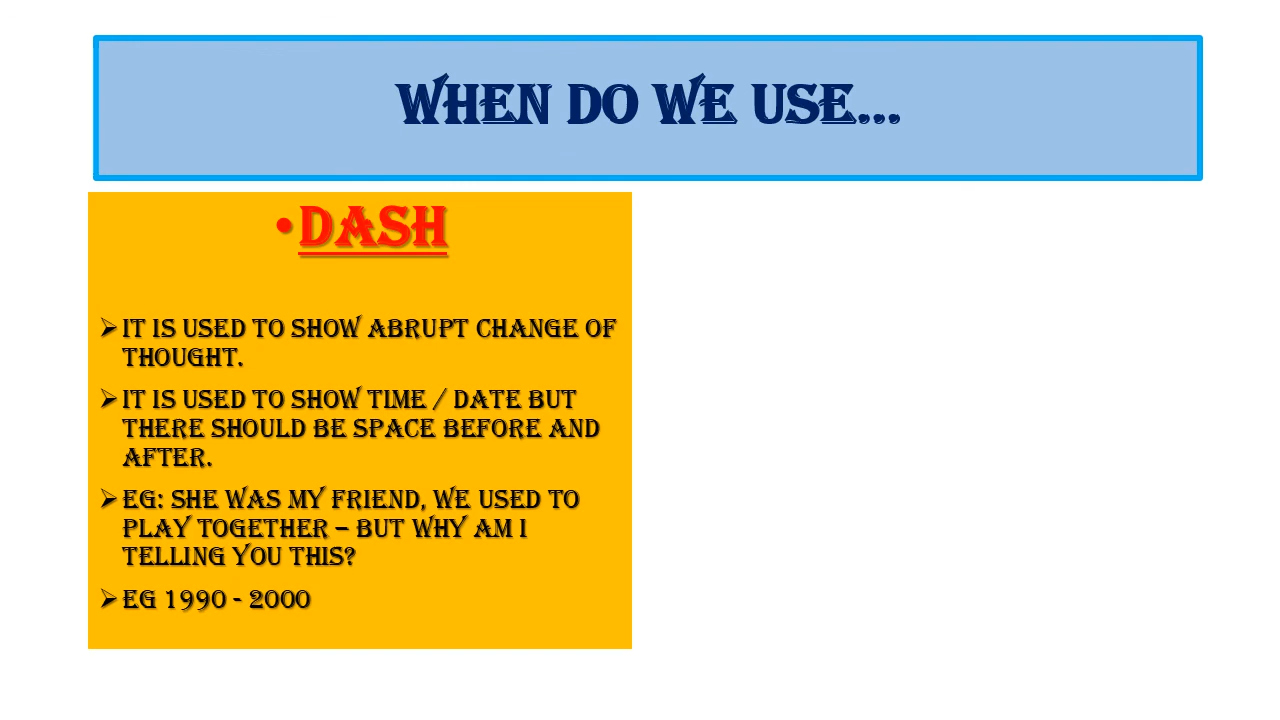 WHEN DO WE USE...
•DASH
➢IT IS USED TO SHOW ABRUPT CHANGE OF
THOUGHT.
➢IT IS USED TO SHOW TIME / DATE BUT
THERE SHOULD BE SPACE BEFORE AND
AFTER.
➢EG: SHE WAS MY FRIEND, WE USED TO
PLAY TOGETHER – BUT WHY AM I
TELLING YOU THIS?
➢EG 1990 - 2000